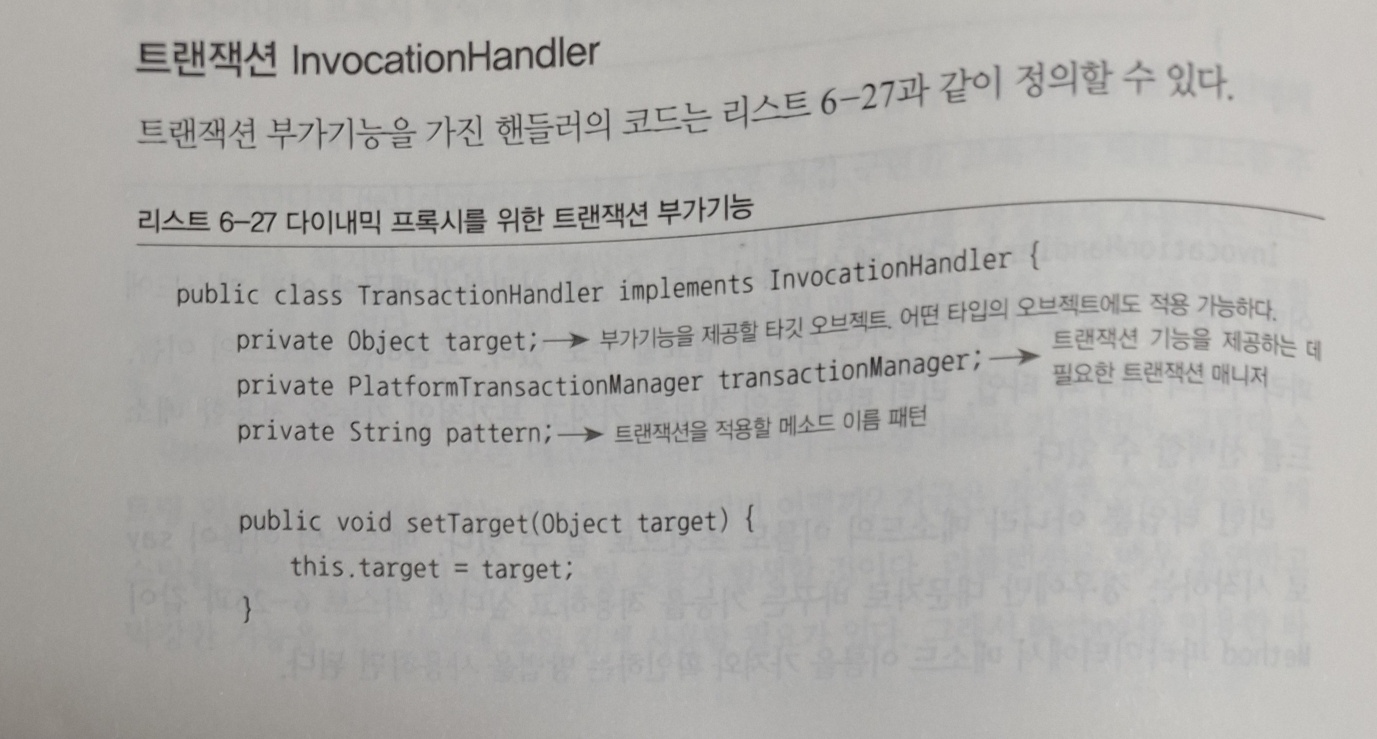 트랜잭션 InvocationHandler
트랜잭션 부가기능을 가진 핸들러의 코드는 리스트 6-27과 같이 정의할 수 있다.
리스트 6-27 다이내믹 프록시를 위한 트랜잭션 부가기능
public class TransactionHandler implements InvocationHandler {
private Object target; → 부가기능을 제공할 타깃 오브젝트. 어떤 타입의 오브젝트에도 적용 가능하다.
private PlatformTransactionManager transactionManager; → 트랜잭션 기능을 제공하는 데
필요한 트랜잭션 매니저
private String pattern; → 트랜잭션을 적용할 메소드 이름 패턴
public void setTarget(Object target) {
this.target = target;
}